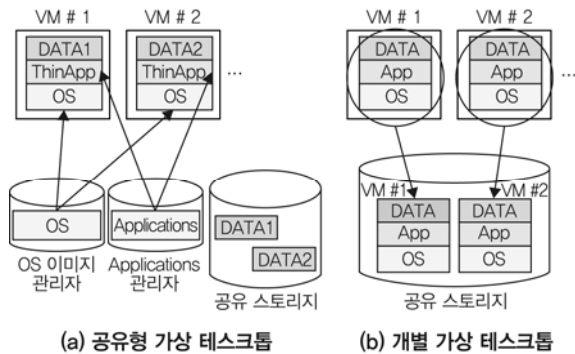 VM # 1
VM # 2
DATA1
ThinApp
OS
DATA2
ThinApp
OS
...
OS
OS 이미지
관리자
Applications
Applications
관리자
DATA1
DATA2
공유 스토리지
(a) 공유형 가상 테스크톱
VM # 1
VM # 2
DATA
App
OS
DATA
App
OS
...
VM #1
VM #2
DATA
App
OS
DATA
App
OS
공유 스토리지
(b) 개별 가상 테스크톱